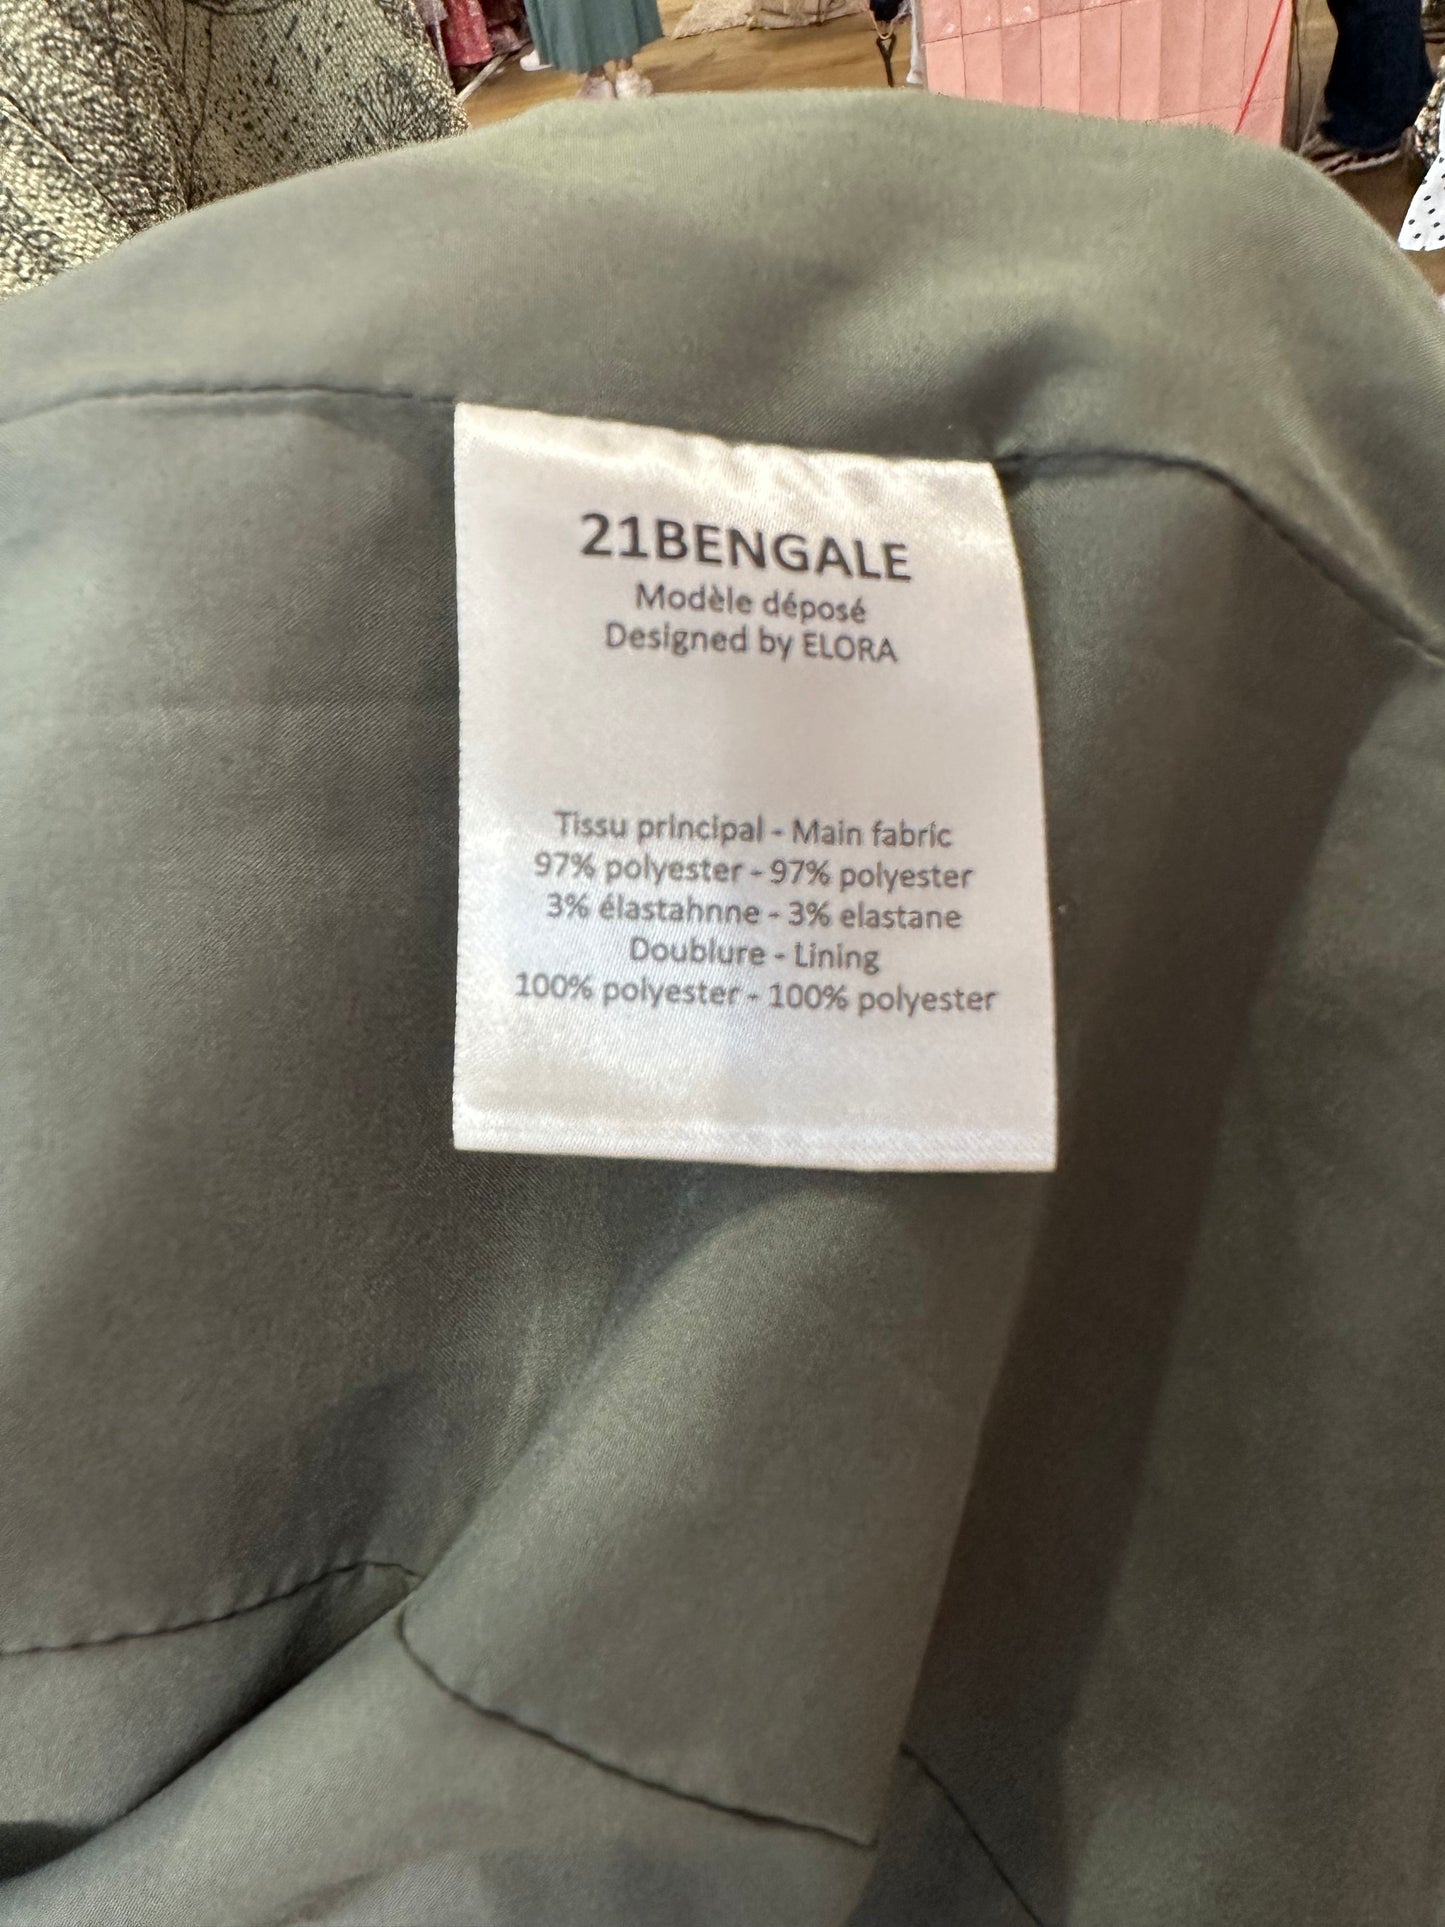 21BENGALE
Modèle déposé
Designed by ELORA
Tissu principal - Main fabric
97% polyester - 97% polyester
3% élastahnne - 3% elastane
Doublure - Lining
100% polyester - 100% polyester